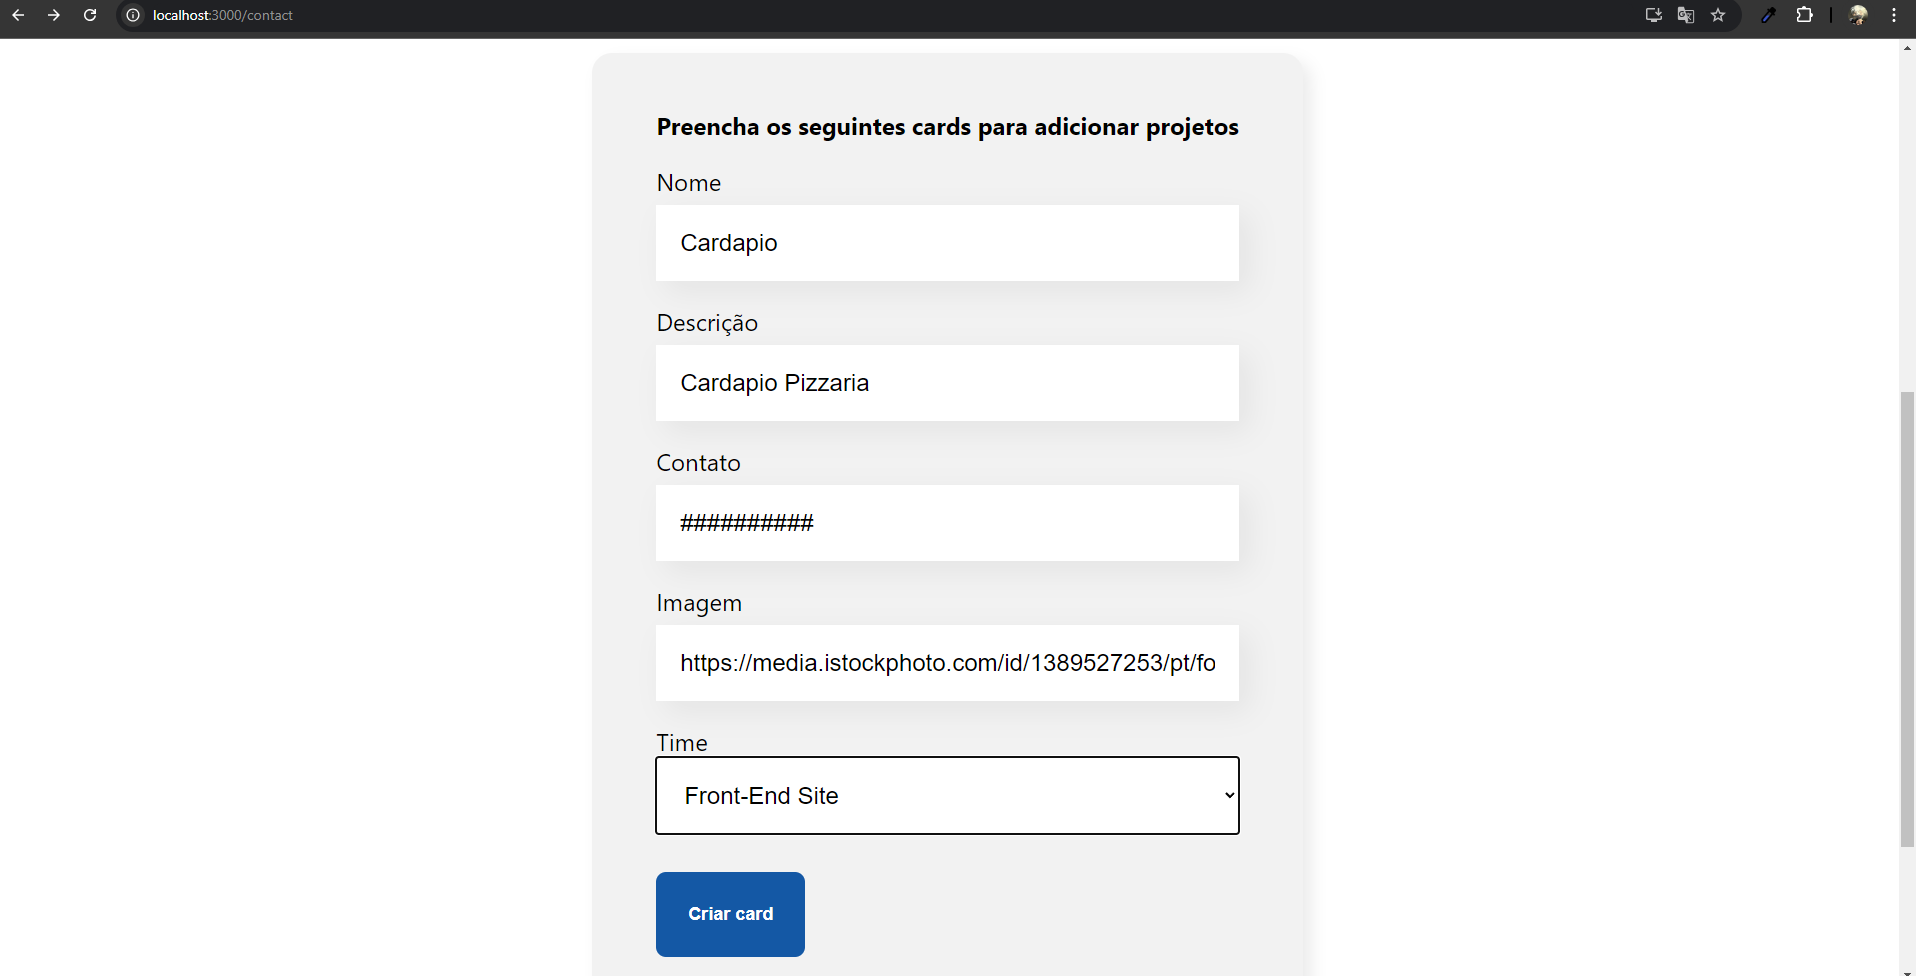 localhost:3000/contact
Preencha os seguintes cards para adicionar projetos
Nome
Cardapio
Descrição
Cardapio Pizzaria
Contato
##########
Imagem
https://media.istockphoto.com/id/1389527253/pt/fo
Time
Front-End Site
Criar card